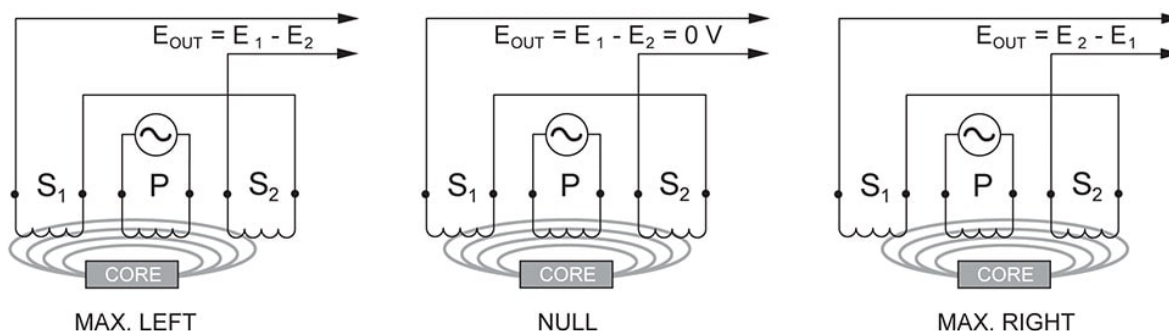 E_OUT = E_1 - E_2
S_1 P S_2
CORE
MAX. LEFT
E_OUT = E_1 - E_2 = 0 V
S_1 P S_2
CORE
NULL
E_OUT = E_2 - E_1
S_1 P S_2
CORE
MAX. RIGHT